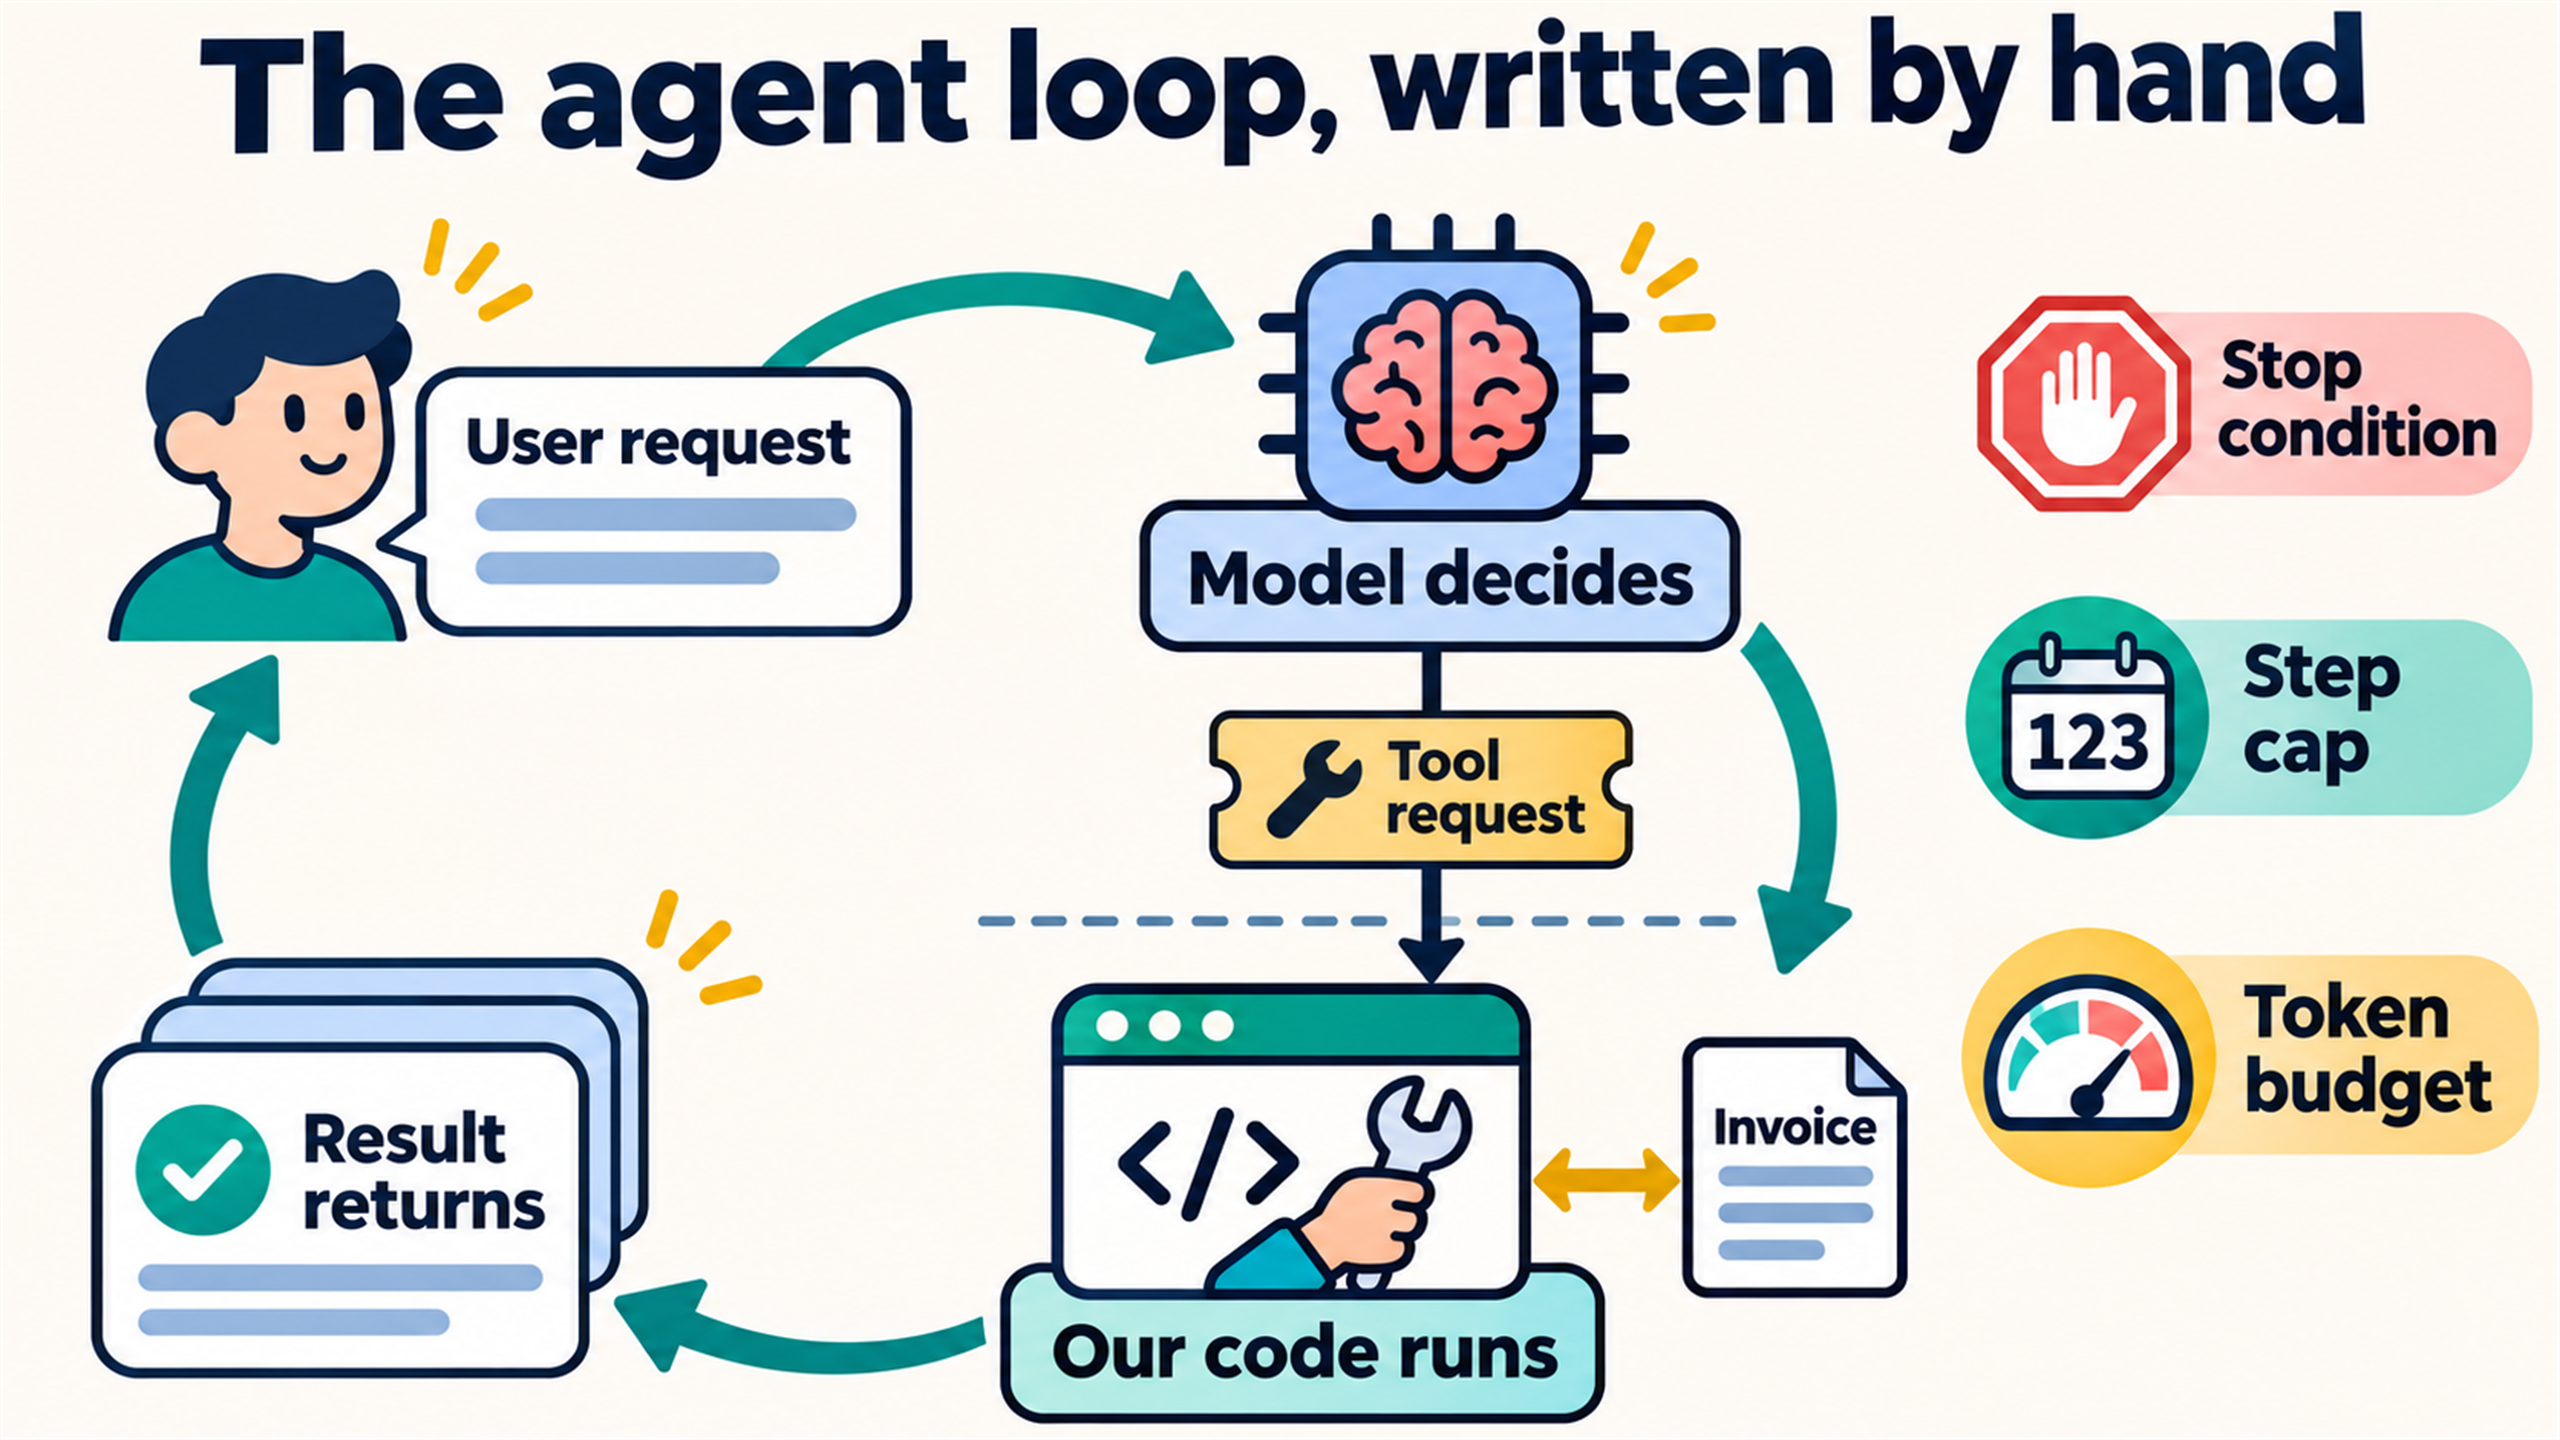 The agent loop, written by hand
User request
Model decides
Tool
request
Our code runs
Invoice
Result
returns
Stop
condition
123
Step
cap
Token
budget